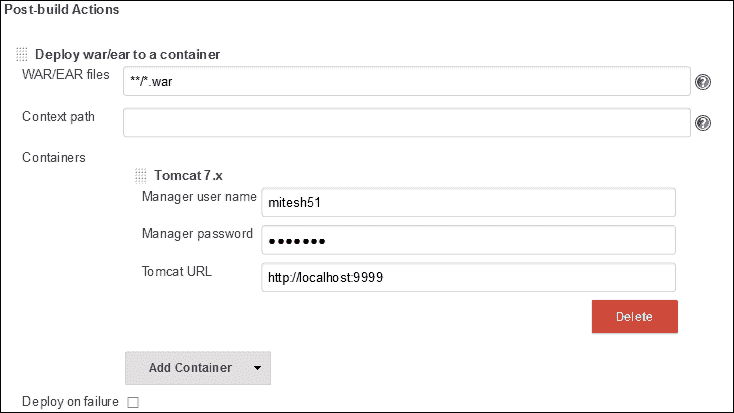 Post-build Actions
Deploy war/ear to a container
WAR/EAR files **/*.war
Context path
Containers
Tomcat 7.x
Manager user name mitesh51
Manager password •••••••
Tomcat URL http://localhost:9999
Delete
Add Container
Deploy on failure